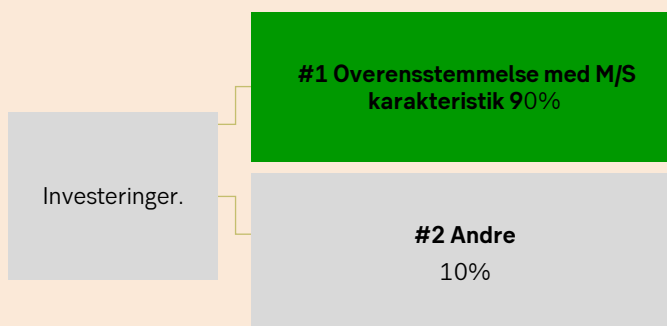 #1 Overensstemmelse med M/S
karakteristik 90%
Investeringer.
#2 Andre
10%